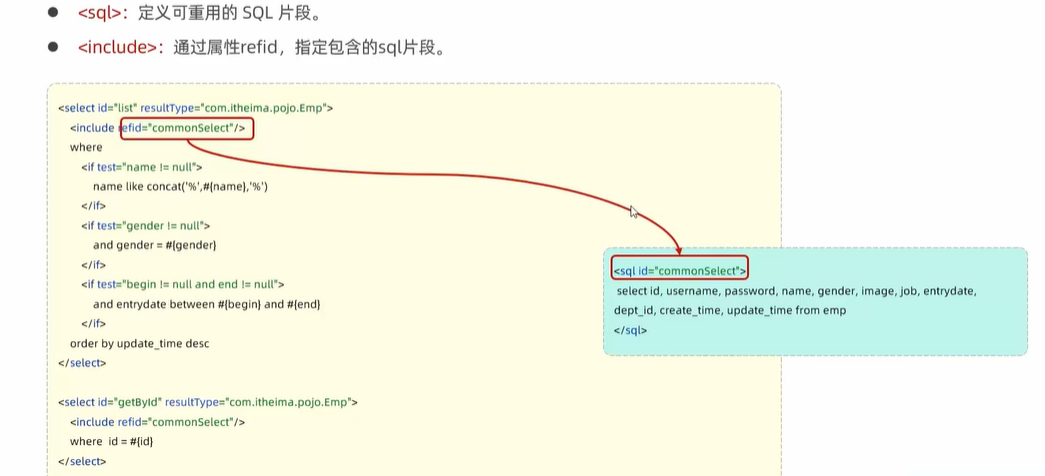 <sql>：定义可重用的 SQL 片段。
<include>：通过属性refid，指定包含的sql片段。
<select id="list" resultType="com.itheima.pojo.Emp">
<include refid="commonSelect"/>
where
<if test="name != null">
name like concat('%',#{name},'%')
</if>
<if test="gender != null">
and gender = #{gender}
</if>
<if test="begin != null and end != null">
and entrydate between #{begin} and #{end}
</if>
order by update_time desc
</select>
<select id="getById" resultType="com.itheima.pojo.Emp">
<include refid="commonSelect"/>
where  id = #{id}
</select>
<sql id="commonSelect">
select id, username, password, name, gender, image, job, entrydate,
dept_id, create_time, update_time from emp
</sql>